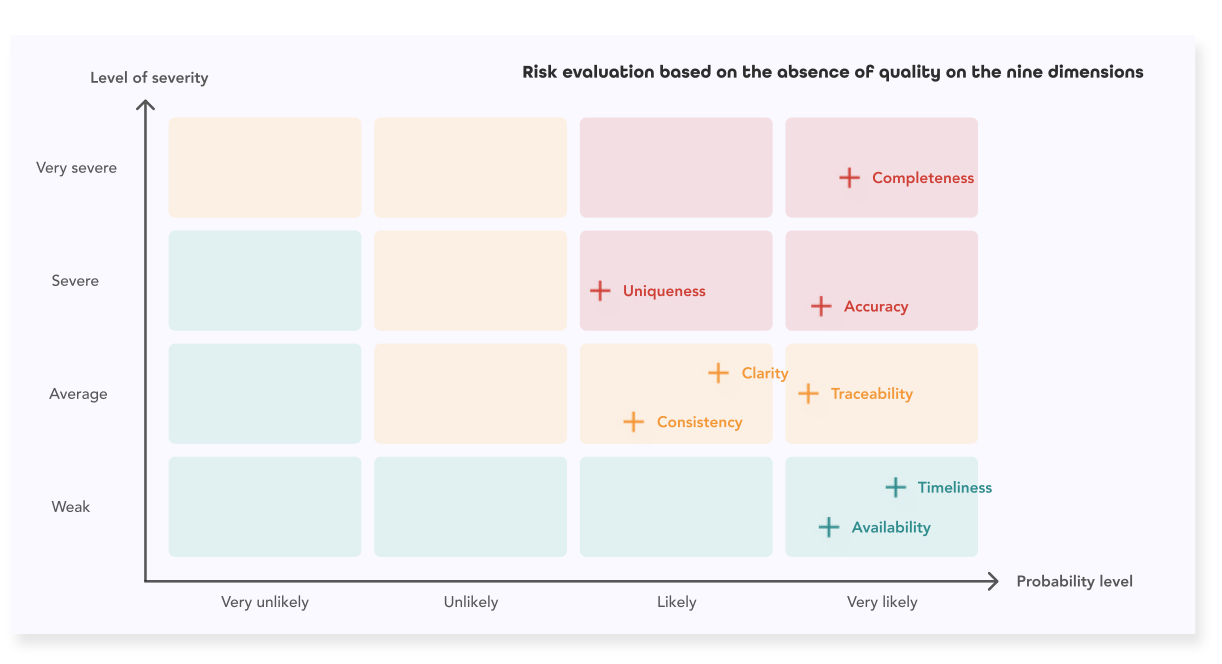 Risk evaluation based on the absence of quality on the nine dimensions
Level of severity
Very severe
Completeness
Severe
Uniqueness
Accuracy
Average
Clarity
Traceability
Consistency
Weak
Timeliness
Availability
Probability level
Very unlikely
Unlikely
Likely
Very likely